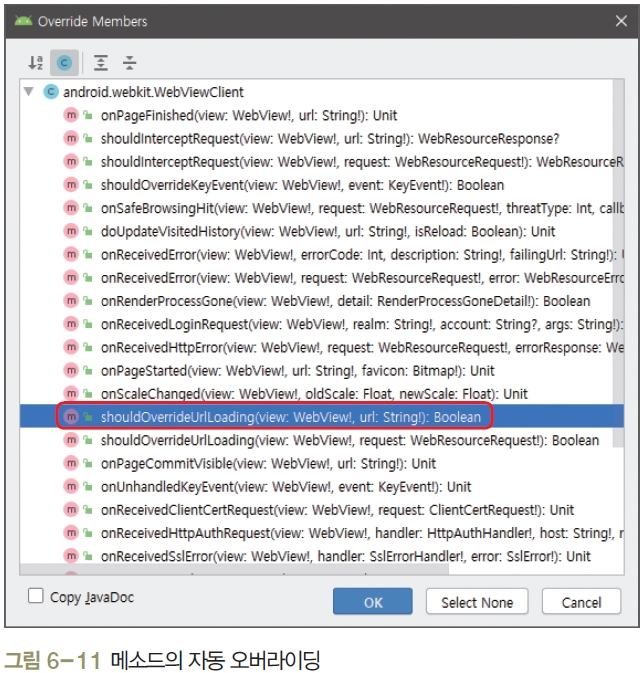 Override Members
android.webkit.WebViewClient
onPageFinished(view: WebView!, url: String!): Unit
shouldInterceptRequest(view: WebView!, url: String!): WebResourceResponse?
shouldInterceptRequest(view: WebView!, request: WebResourceRequest!): WebResourceR
shouldOverrideKeyEvent(view: WebView!, event: KeyEvent!): Boolean
onSafeBrowsingHit(view: WebView!, request: WebResourceRequest!, threatType: Int, callb
doUpdateVisitedHistory(view: WebView!, url: String!, isReload: Boolean): Unit
onReceivedError(view: WebView!, errorCode: Int, description: String!, failingUrl: String!):
onReceivedError(view: WebView!, request: WebResourceRequest!, error: WebResourceErro
onRenderProcessGone(view: WebView!, detail: RenderProcessGoneDetail!): Boolean
onReceivedLoginRequest(view: WebView!, realm: String!, account: String?, args: String!):
onReceivedHttpError(view: WebView!, request: WebResourceRequest!, errorResponse: We
onPageStarted(view: WebView!, url: String!, favicon: Bitmap!): Unit
onScaleChanged(view: WebView!, oldScale: Float, newScale: Float): Unit
shouldOverrideUrlLoading(view: WebView!, url: String!): Boolean
shouldOverrideUrlLoading(view: WebView!, request: WebResourceRequest!): Boolean
onPageCommitVisible(view: WebView!, url: String!): Unit
onUnhandledKeyEvent(view: WebView!, event: KeyEvent!): Unit
onReceivedClientCertRequest(view: WebView!, request: ClientCertRequest!): Unit
onReceivedHttpAuthRequest(view: WebView!, handler: HttpAuthHandler!, host: String!, r
onReceivedSslError(view: WebView!, handler: SslErrorHandler!, error: SslError!): Unit
Copy JavaDoc
OK
Select None
Cancel
그림 6-11 메소드의 자동 오버라이딩